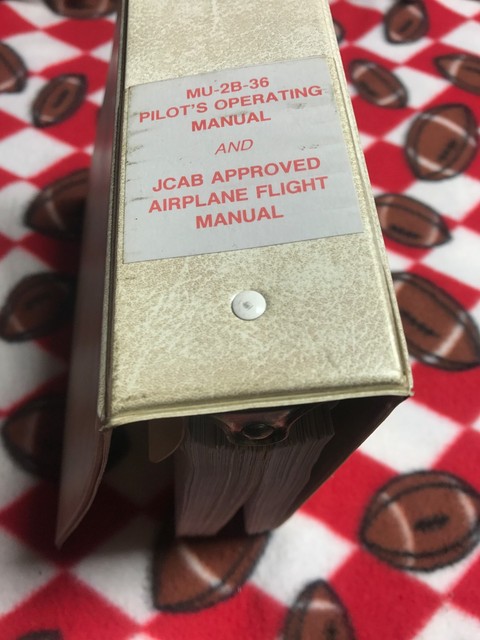 MU-2B-36
PILOT'S OPERATING
MANUAL
AND
JCAB APPROVED
AIRPLANE FLIGHT
MANUAL